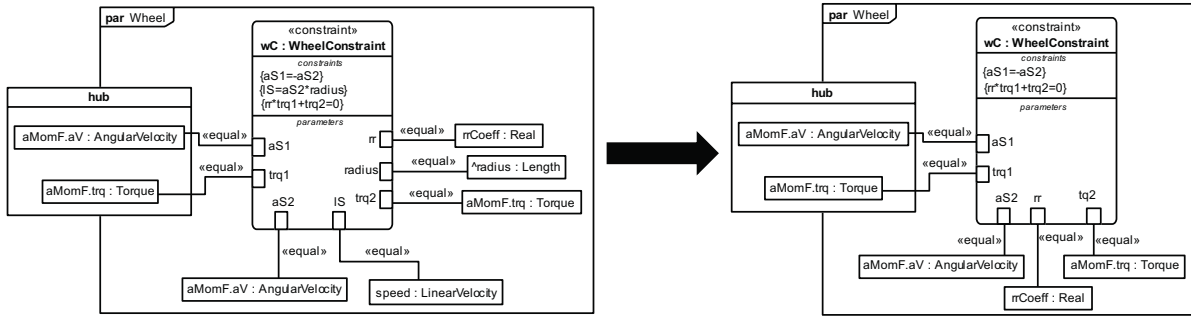 par Wheel
«constraint»
wC : WheelConstraint
constraints
{aS1=-aS2}
{lS=aS2*radius}
{rr*trq1+trq2=0}
parameters
hub
aMomF.aV : AngularVelocity
«equal»
aS1
aMomF.trq : Torque
«equal»
trq1
rr
«equal»
rrCoeff : Real
radius
«equal»
^radius : Length
trq2
«equal»
aMomF.trq : Torque
aS2
lS
«equal»
«equal»
aMomF.aV : AngularVelocity
speed : LinearVelocity
par Wheel
«constraint»
wC : WheelConstraint
constraints
{aS1=-aS2}
{rr*trq1+trq2=0}
parameters
hub
aMomF.aV : AngularVelocity
«equal»
aS1
aMomF.trq : Torque
«equal»
trq1
aS2
rr
tq2
«equal»
«equal»
«equal»
aMomF.aV : AngularVelocity
aMomF.trq : Torque
rrCoeff : Real